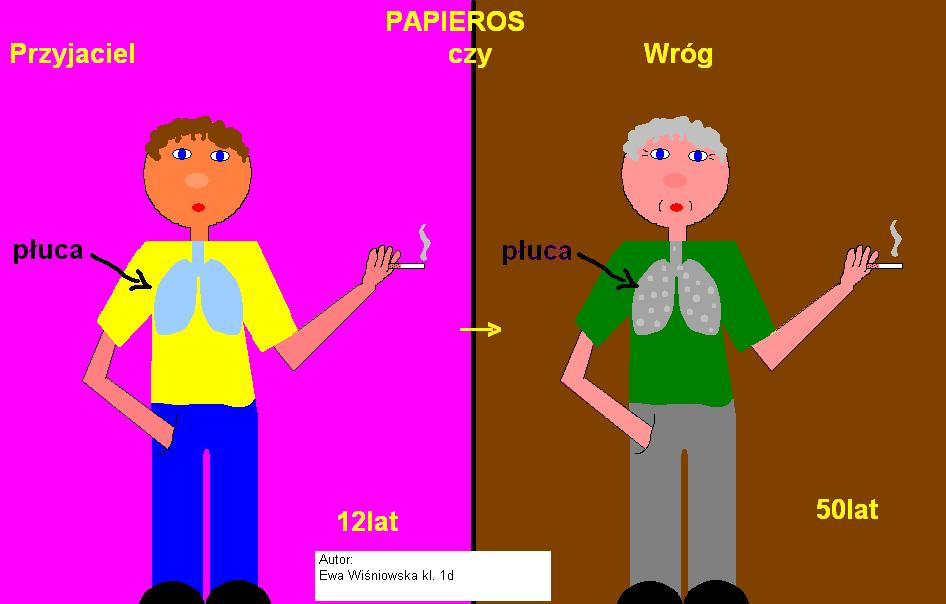 PAPIEROS
Przyjaciel czy Wróg
płuca
płuca
12lat
50lat
Autor:
Ewa Wiśniowska kl. 1d